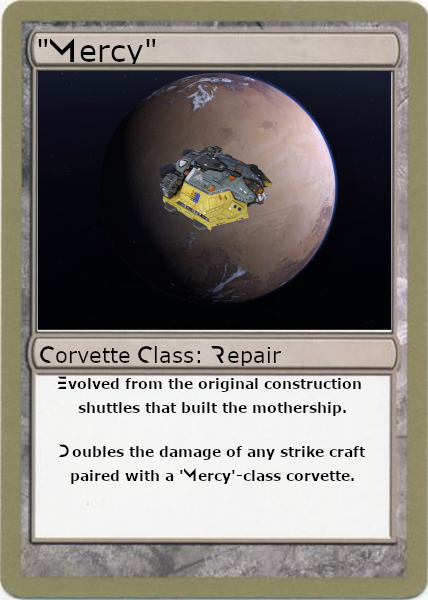 "Mercy"
Corvette Class: Repair
Evolved from the original construction
shuttles that built the mothership.
Doubles the damage of any strike craft
paired with a 'Mercy'-class corvette.